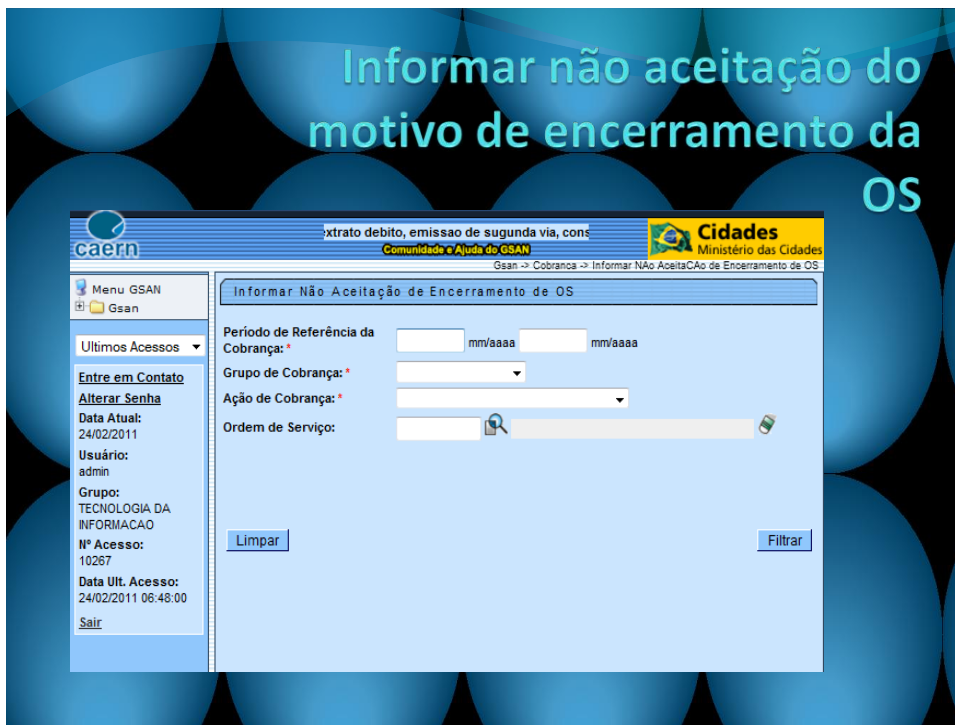 Informar não aceitação do
motivo de encerramento da
OS
caern
extrato debito, emissao de sugunda via, cons
Comunidade e Ajuda do GSAN
Cidades
Ministério das Cidades
Gsan -> Cobranca -> Informar NAo AceitaCAo de Encerramento de OS
Menu GSAN
Gsan
Ultimos Acessos
Entre em Contato
Alterar Senha
Data Atual:
24/02/2011
Usuário:
admin
Grupo:
TECNOLOGIA DA
INFORMACAO
Nº Acesso:
10267
Data Ult. Acesso:
24/02/2011 06:48:00
Sair
Informar Não Aceitação de Encerramento de OS
Período de Referência da
Cobrança: * mm/aaaa mm/aaaa
Grupo de Cobrança: *
Ação de Cobrança: *
Ordem de Serviço:
Limpar Filtrar